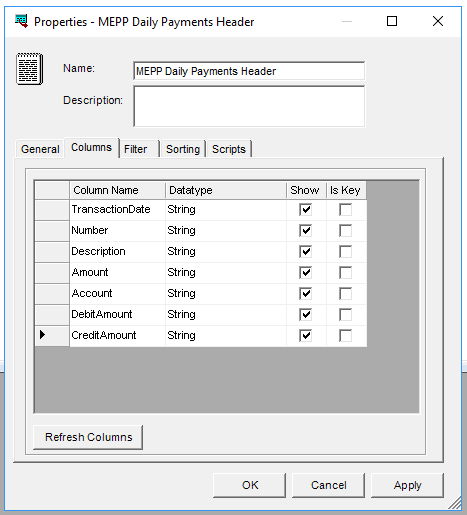 Properties - MEPP Daily Payments Header
Name: MEPP Daily Payments Header
Description:
General Columns Filter Sorting Scripts
Column Name Datatype Show Is Key
TransactionDate String
Number String
Description String
Amount String
Account String
DebitAmount String
CreditAmount String
Refresh Columns
OK Cancel Apply